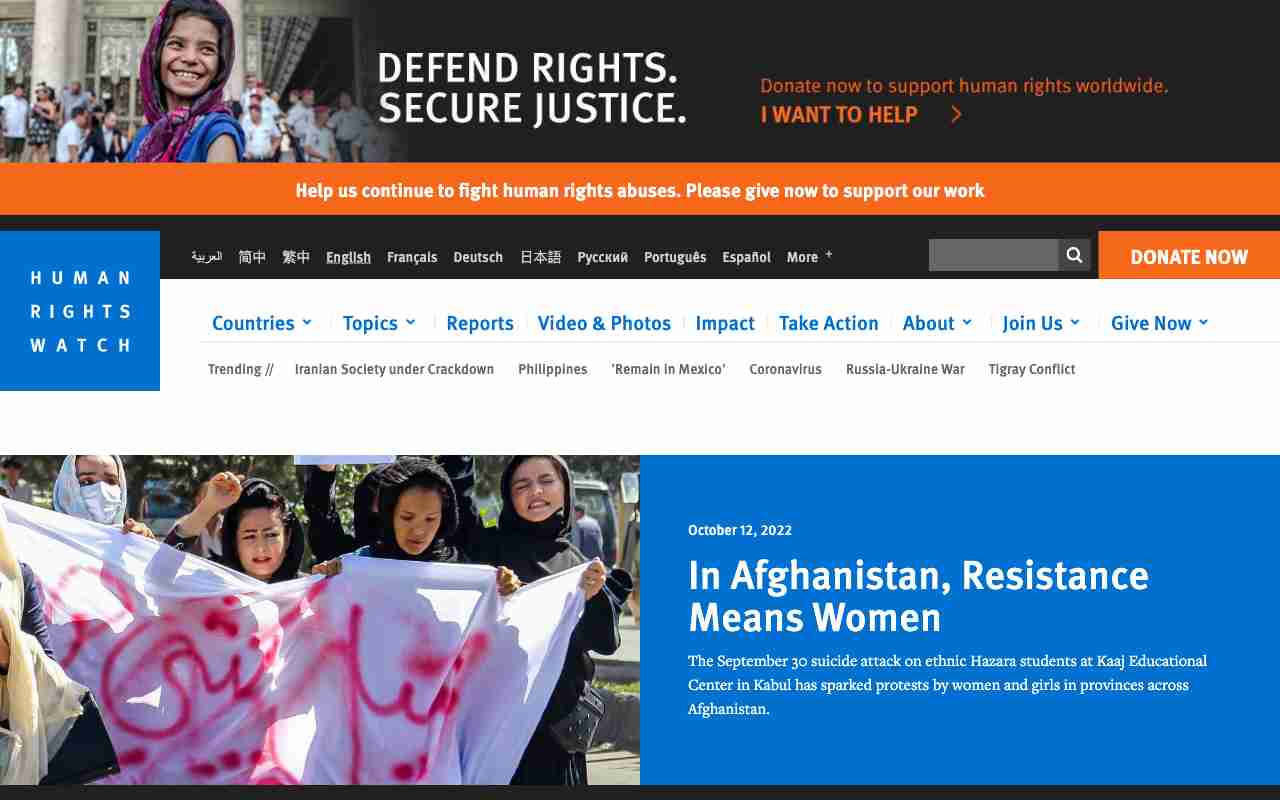 DEFEND RIGHTS.
SECURE JUSTICE.
Donate now to support human rights worldwide.
I WANT TO HELP
Help us continue to fight human rights abuses. Please give now to support our work
العربية 简中 繁中 English Français Deutsch 日本語 Русский Português Español More +
DONATE NOW
HUMAN
RIGHTS
WATCH
Countries Topics Reports Video & Photos Impact Take Action About Join Us Give Now
Trending // Iranian Society under Crackdown Philippines 'Remain in Mexico' Coronavirus Russia-Ukraine War Tigray Conflict
October 12, 2022
In Afghanistan, Resistance
Means Women
The September 30 suicide attack on ethnic Hazara students at Kaaj Educational
Center in Kabul has sparked protests by women and girls in provinces across
Afghanistan.